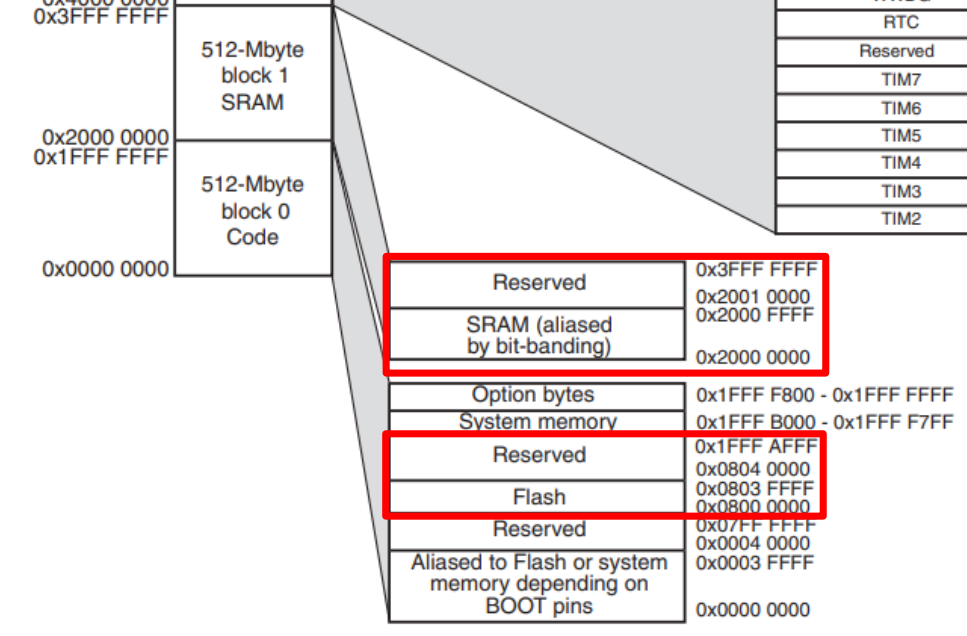 0x3FFF FFFF
512-Mbyte
block 1
SRAM
0x2000 0000
0x1FFF FFFF
512-Mbyte
block 0
Code
0x0000 0000
RTC
Reserved
TIM7
TIM6
TIM5
TIM4
TIM3
TIM2
Reserved
0x3FFF FFFF
0x2001 0000
SRAM (aliased
by bit-banding)
0x2000 FFFF
0x2000 0000
Option bytes
0x1FFF F800 - 0x1FFF FFFF
System memory
0x1FFF B000 - 0x1FFF F7FF
Reserved
0x1FFF AFFF
0x0804 0000
Flash
0x0803 FFFF
0x0800 0000
Reserved
0x07FF FFFF
0x0004 0000
Aliased to Flash or system
memory depending on
BOOT pins
0x0003 FFFF
0x0000 0000